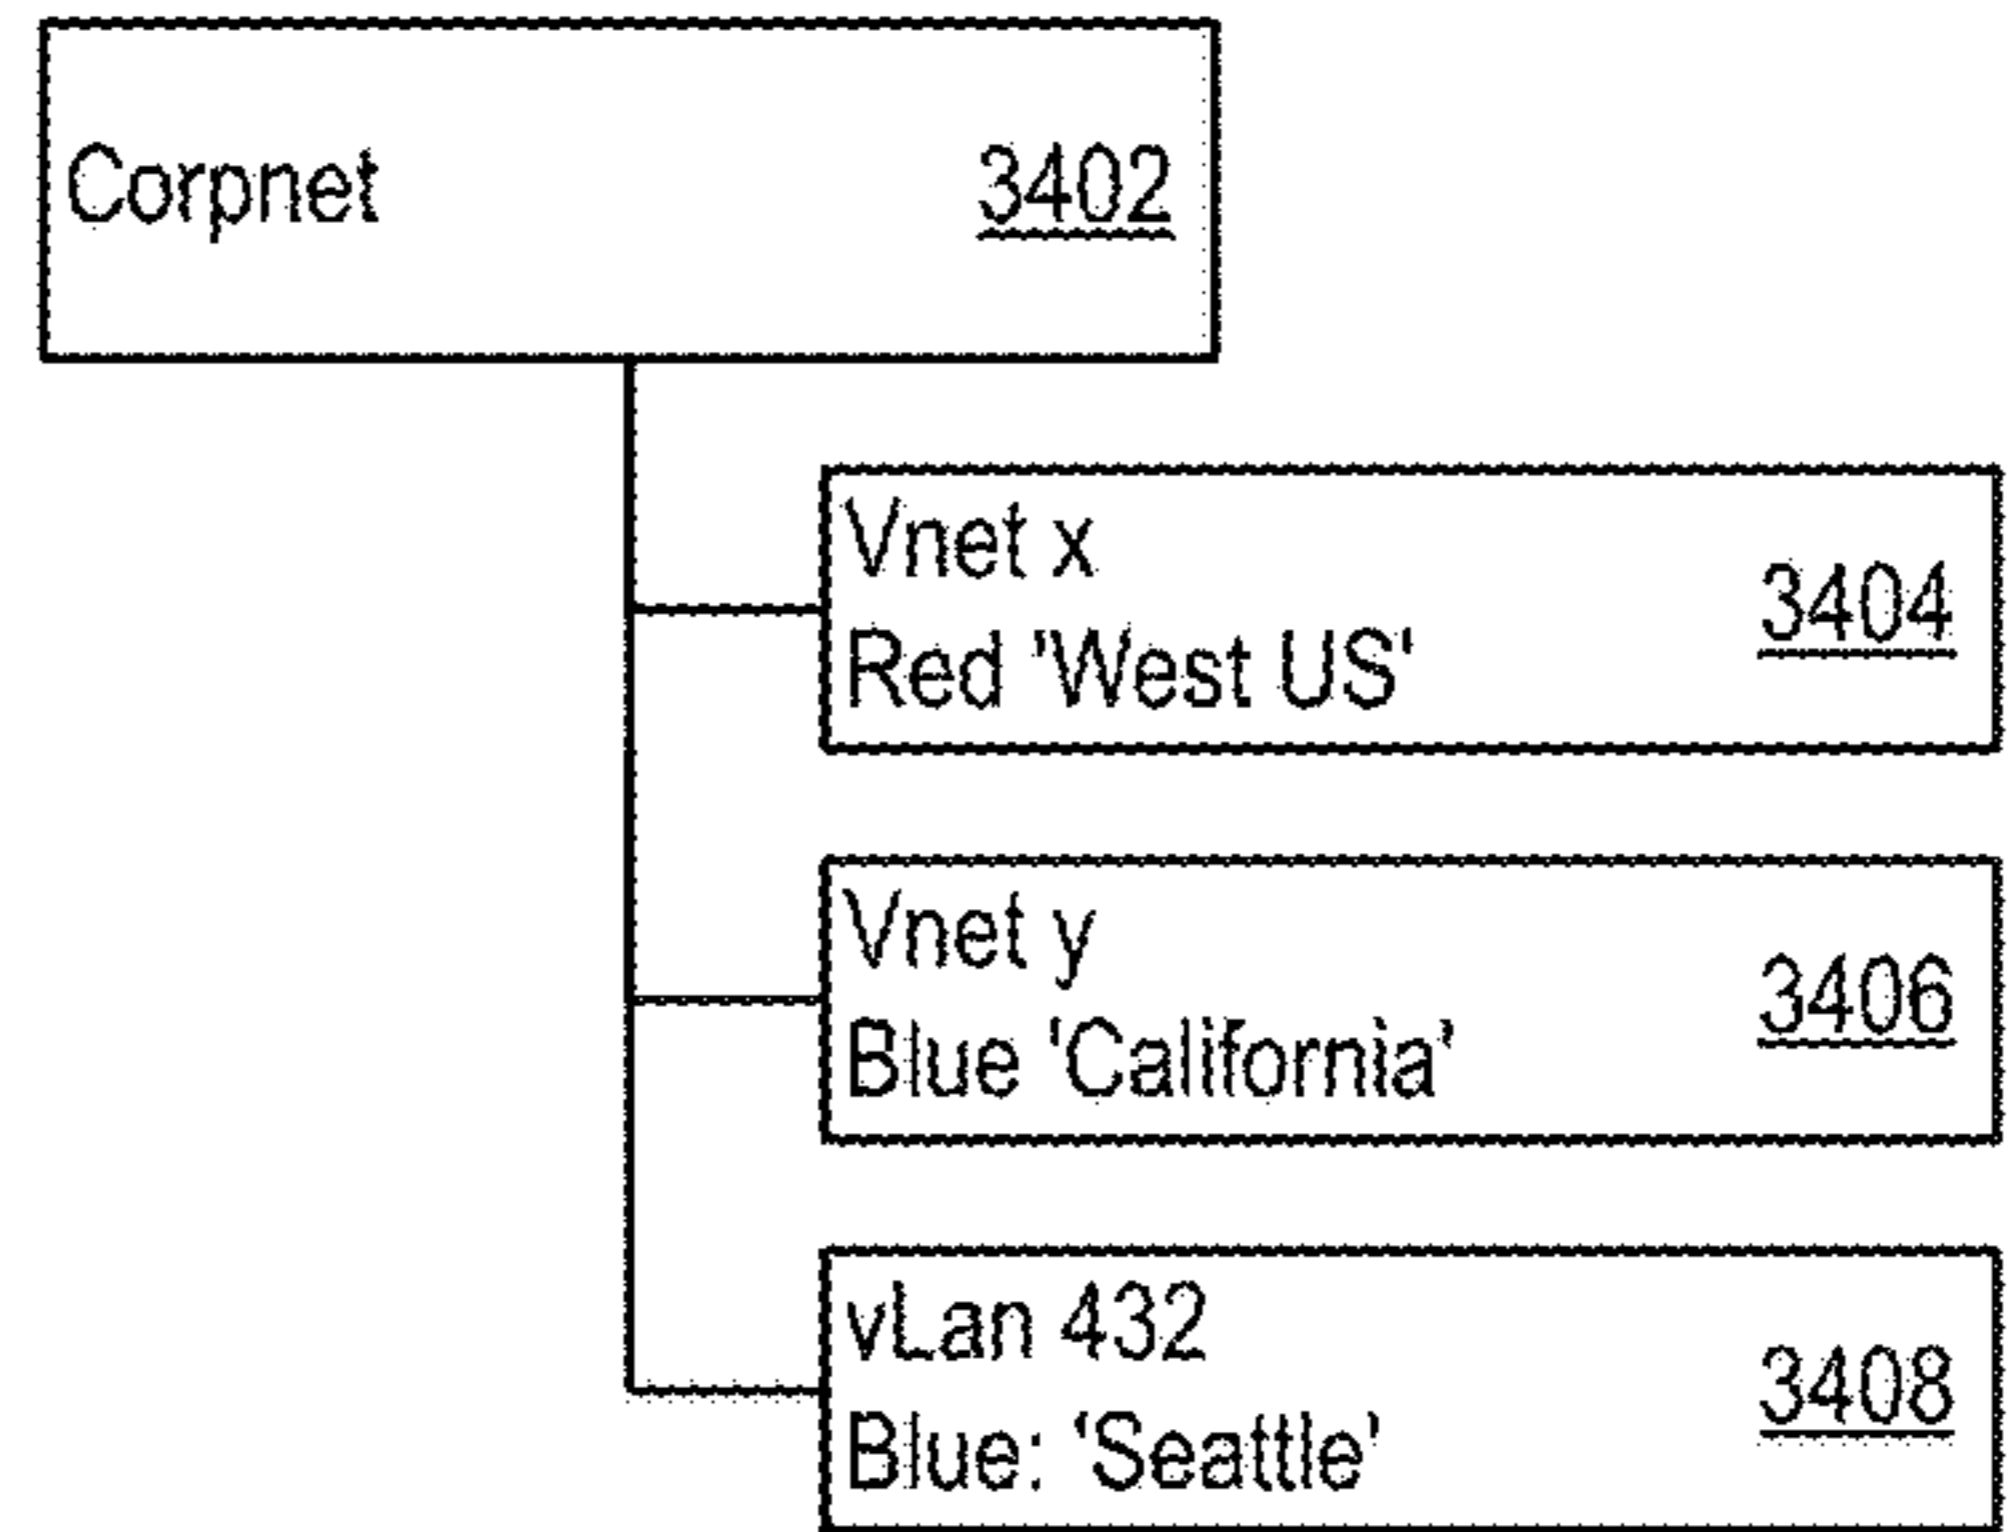 Corpnet 3402
Vnet x
Red 'West US'
3404
Vnet y
Blue 'California'
3406
vLan 432
Blue: 'Seattle'
3408